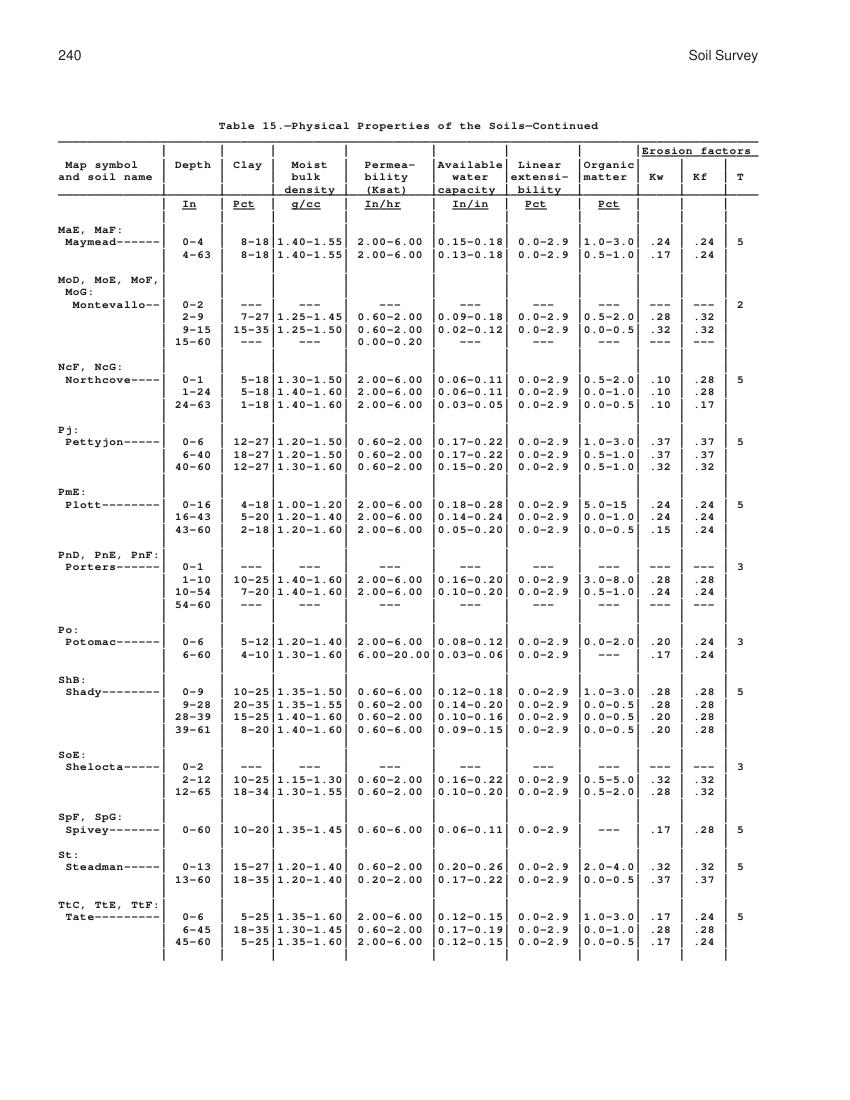 240
Soil Survey
Table 15.—Physical Properties of the Soils—Continued
Erosion factors
Map symbol | Depth | Clay | Moist | Permea- | Available | Linear | Organic
and soil name | bulk | bility | water | extensi- | matter | Kw | Kf | T
density | (Ksat) | capacity | bility
In | Pct | g/cc | In/hr | In/in | Pct | Pct
MaE, MaF:
Maymead------ | 0-4 | 8-18 | 1.40-1.55 | 2.00-6.00 | 0.15-0.18 | 0.0-2.9 | 1.0-3.0 | .24 | .24 | 5
4-63 | 8-18 | 1.40-1.55 | 2.00-6.00 | 0.13-0.18 | 0.0-2.9 | 0.5-1.0 | .17 | .24
MoD, MoE, MoF,
MoG:
Montevallo-- | 0-2 | --- | --- | --- | --- | --- | --- | --- | --- | 2
2-9 | 7-27 | 1.25-1.45 | 0.60-2.00 | 0.09-0.18 | 0.0-2.9 | 0.5-2.0 | .28 | .32
9-15 | 15-35 | 1.25-1.50 | 0.60-2.00 | 0.02-0.12 | 0.0-2.9 | 0.0-0.5 | .32 | .32
15-60 | --- | --- | 0.00-0.20 | --- | --- | --- | --- | ---
NcF, NcG:
Northcove---- | 0-1 | 5-18 | 1.30-1.50 | 2.00-6.00 | 0.06-0.11 | 0.0-2.9 | 0.5-2.0 | .10 | .28 | 5
1-24 | 5-18 | 1.40-1.60 | 2.00-6.00 | 0.06-0.11 | 0.0-2.9 | 0.0-1.0 | .10 | .28
24-63 | 1-18 | 1.40-1.60 | 2.00-6.00 | 0.03-0.05 | 0.0-2.9 | 0.0-0.5 | .10 | .17
Pj:
Pettyjon----- | 0-6 | 12-27 | 1.20-1.50 | 0.60-2.00 | 0.17-0.22 | 0.0-2.9 | 1.0-3.0 | .37 | .37 | 5
6-40 | 18-27 | 1.20-1.50 | 0.60-2.00 | 0.17-0.22 | 0.0-2.9 | 0.5-1.0 | .37 | .37
40-60 | 12-27 | 1.30-1.60 | 0.60-2.00 | 0.15-0.20 | 0.0-2.9 | 0.5-1.0 | .32 | .32
PmE:
Plott-------- | 0-16 | 4-18 | 1.00-1.20 | 2.00-6.00 | 0.18-0.28 | 0.0-2.9 | 5.0-15 | .24 | .24 | 5
16-43 | 5-20 | 1.20-1.40 | 2.00-6.00 | 0.14-0.24 | 0.0-2.9 | 0.0-1.0 | .24 | .24
43-60 | 2-18 | 1.20-1.60 | 2.00-6.00 | 0.05-0.20 | 0.0-2.9 | 0.0-0.5 | .15 | .24
PnD, PnE, PnF:
Porters------ | 0-1 | --- | --- | --- | --- | --- | --- | --- | --- | 3
1-10 | 10-25 | 1.40-1.60 | 2.00-6.00 | 0.16-0.20 | 0.0-2.9 | 3.0-8.0 | .28 | .28
10-54 | 7-20 | 1.40-1.60 | 2.00-6.00 | 0.10-0.20 | 0.0-2.9 | 0.5-1.0 | .24 | .24
54-60 | --- | --- | --- | --- | --- | --- | --- | ---
Po:
Potomac------ | 0-6 | 5-12 | 1.20-1.40 | 2.00-6.00 | 0.08-0.12 | 0.0-2.9 | 0.0-2.0 | .20 | .24 | 3
6-60 | 4-10 | 1.30-1.60 | 6.00-20.00 | 0.03-0.06 | 0.0-2.9 | --- | .17 | .24
ShB:
Shady-------- | 0-9 | 10-25 | 1.35-1.50 | 0.60-6.00 | 0.12-0.18 | 0.0-2.9 | 1.0-3.0 | .28 | .28 | 5
9-28 | 20-35 | 1.35-1.55 | 0.60-2.00 | 0.14-0.20 | 0.0-2.9 | 0.0-0.5 | .28 | .28
28-39 | 15-25 | 1.40-1.60 | 0.60-2.00 | 0.10-0.16 | 0.0-2.9 | 0.0-0.5 | .20 | .28
39-61 | 8-20 | 1.40-1.60 | 0.60-6.00 | 0.09-0.15 | 0.0-2.9 | 0.0-0.5 | .20 | .28
SoE:
Shelocta----- | 0-2 | --- | --- | --- | --- | --- | --- | --- | --- | 3
2-12 | 10-25 | 1.15-1.30 | 0.60-2.00 | 0.16-0.22 | 0.0-2.9 | 0.5-5.0 | .32 | .32
12-65 | 18-34 | 1.30-1.55 | 0.60-2.00 | 0.10-0.20 | 0.0-2.9 | 0.5-2.0 | .28 | .32
SpF, SpG:
Spivey------- | 0-60 | 10-20 | 1.35-1.45 | 0.60-6.00 | 0.06-0.11 | 0.0-2.9 | --- | .17 | .28 | 5
St:
Steadman----- | 0-13 | 15-27 | 1.20-1.40 | 0.60-2.00 | 0.20-0.26 | 0.0-2.9 | 2.0-4.0 | .32 | .32 | 5
13-60 | 18-35 | 1.20-1.40 | 0.20-2.00 | 0.17-0.22 | 0.0-2.9 | 0.0-0.5 | .37 | .37
TtC, TtE, TtF:
Tate--------- | 0-6 | 5-25 | 1.35-1.60 | 2.00-6.00 | 0.12-0.15 | 0.0-2.9 | 1.0-3.0 | .17 | .24 | 5
6-45 | 18-35 | 1.30-1.45 | 0.60-2.00 | 0.17-0.19 | 0.0-2.9 | 0.0-1.0 | .28 | .28
45-60 | 5-25 | 1.35-1.60 | 2.00-6.00 | 0.12-0.15 | 0.0-2.9 | 0.0-0.5 | .17 | .24